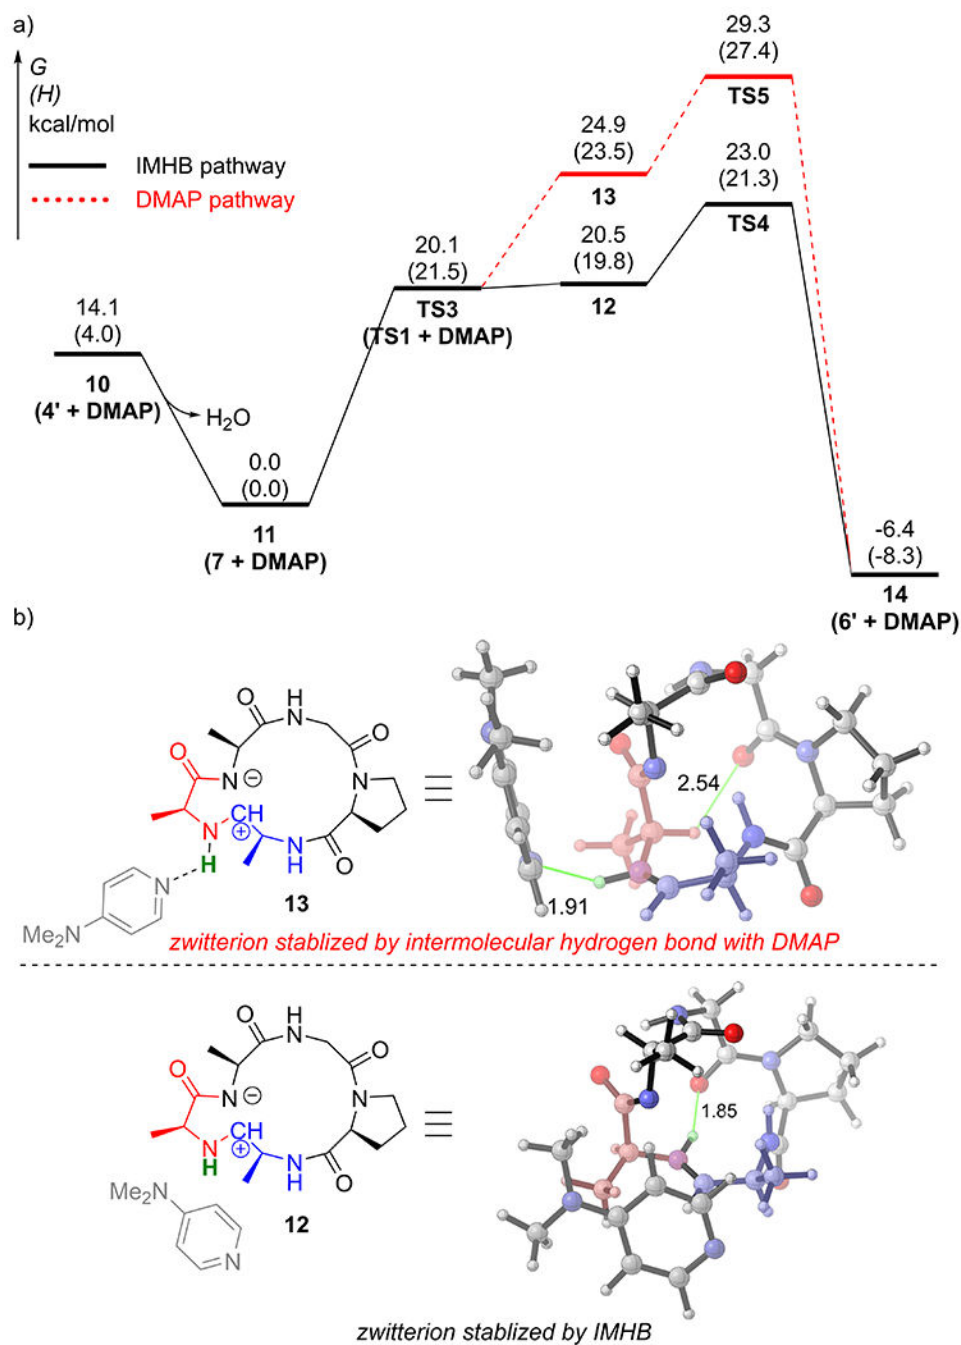 a)
G
(H)
kcal/mol
IMHB pathway
DMAP pathway
29.3
(27.4)
TS5
24.9
(23.5)
13
23.0
(21.3)
TS4
20.1
(21.5)
TS3
(TS1 + DMAP)
20.5
(19.8)
12
14.1
(4.0)
10
(4' + DMAP)
H2O
0.0
(0.0)
11
(7 + DMAP)
-6.4
(-8.3)
14
(6' + DMAP)
b)
O
H
N
O
O
N
⊖
N
CH
⊕
N
H
N
H
O
N
Me2N
13
2.54
1.91
zwitterion stablized by intermolecular hydrogen bond with DMAP
O
H
N
O
O
N
⊖
N
CH
⊕
N
H
N
H
O
Me2N
N
12
1.85
zwitterion stablized by IMHB